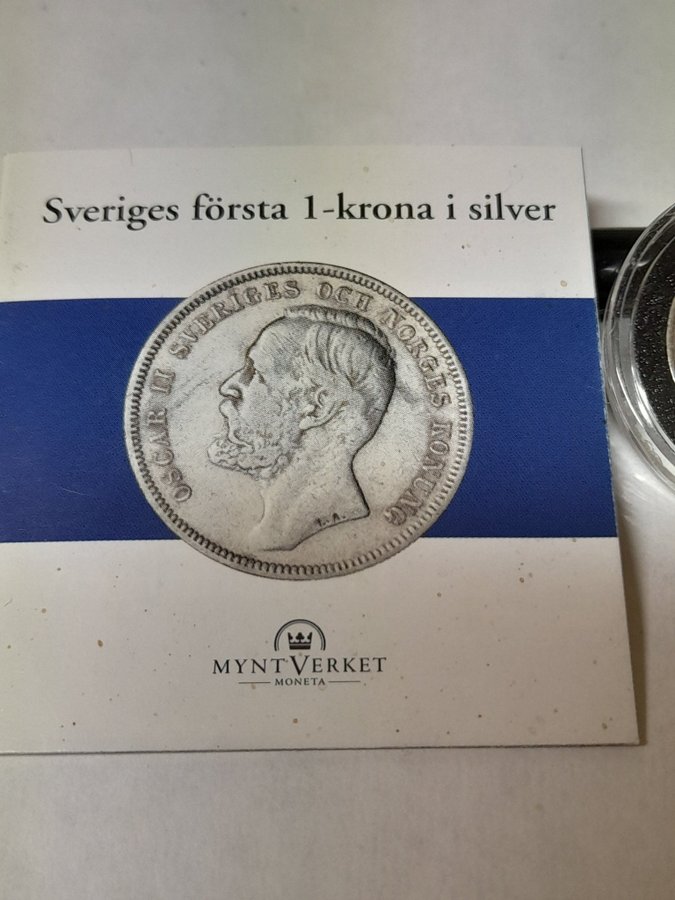 Sveriges första 1-krona i silver
OSCAR II SVERIGES OCH NORGES KONUNG
L.A.
MYNTVERKET
MONETA